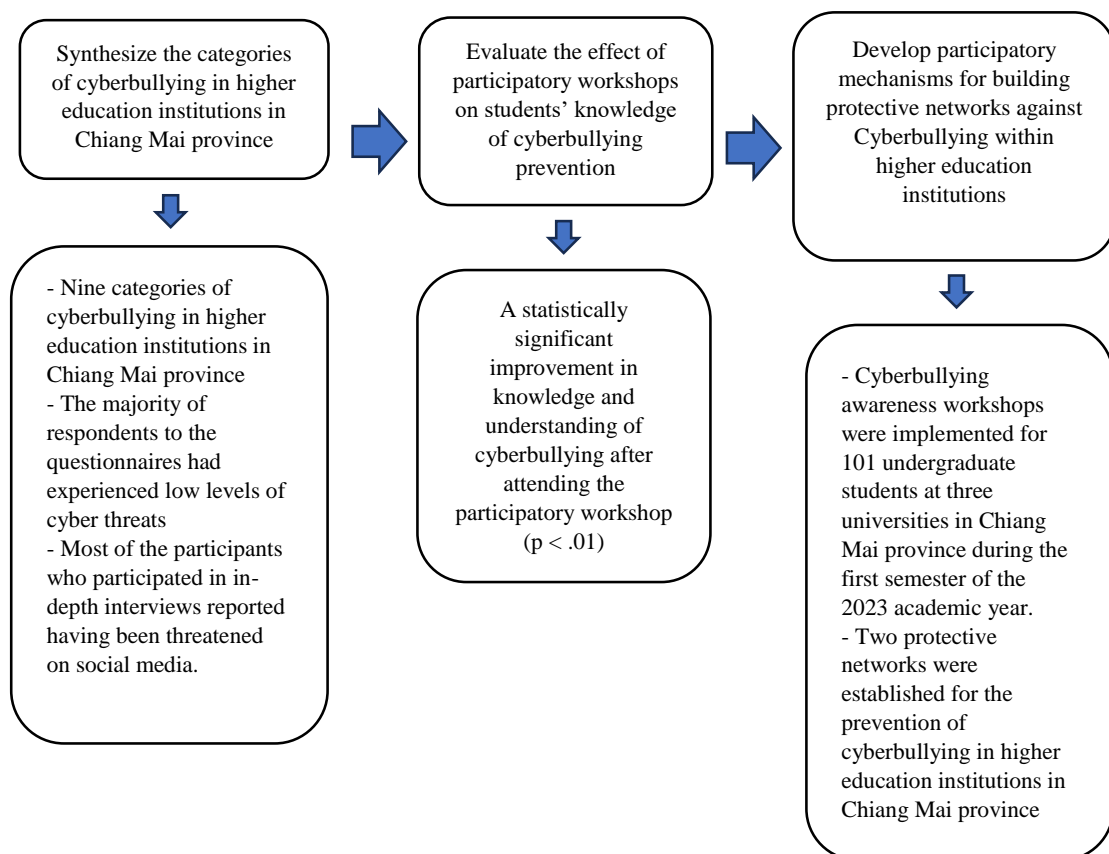 Synthesize the categories
of cyberbullying in higher
education institutions in
Chiang Mai province
Evaluate the effect of
participatory workshops
on students’ knowledge
of cyberbullying
prevention
Develop participatory
mechanisms for building
protective networks against
Cyberbullying within
higher education
institutions
- Nine categories of
cyberbullying in higher
education institutions in
Chiang Mai province
- The majority of
respondents to the
questionnaires had
experienced low levels of
cyber threats
- Most of the participants
who participated in in-
depth interviews reported
having been threatened
on social media.
A statistically
significant
improvement in
knowledge and
understanding of
cyberbullying after
attending the
participatory workshop
(p < .01)
- Cyberbullying
awareness workshops
were implemented for
101 undergraduate
students at three
universities in Chiang
Mai province during the
first semester of the
2023 academic year.
- Two protective
networks were
established for the
prevention of
cyberbullying in higher
education institutions in
Chiang Mai province